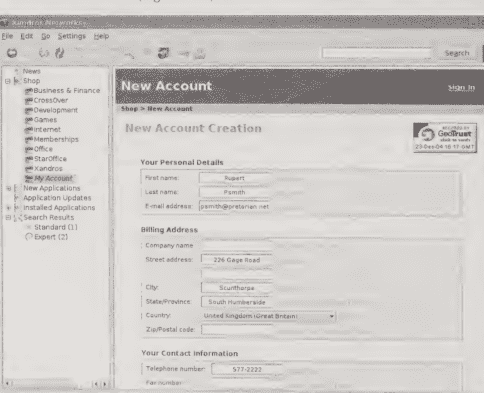 Xandros Networks
File Edit Go Settings Help
Search
News
Shop
Business & Finance
CrossOver
Development
Games
Internet
Memberships
Office
StarOffice
Xandros
My Account
New Applications
Application Updates
Installed Applications
Search Results
Standard (1)
Expert (2)
New Account
Sign In
Shop > New Account
New Account Creation
GeoTrust
click to verify
Your Personal Details
First name: Rupert
Last name: Psmith
E-mail address: psmith@pretarian.net
Billing Address
Company name
Street address: 226 Gage Road
City: Scunthorpe
State/Province: South Humberside
Country: United Kingdom (Great Britain)
Zip/Postal code:
Your Contact Information
Telephone number: 577-2222
Fax number